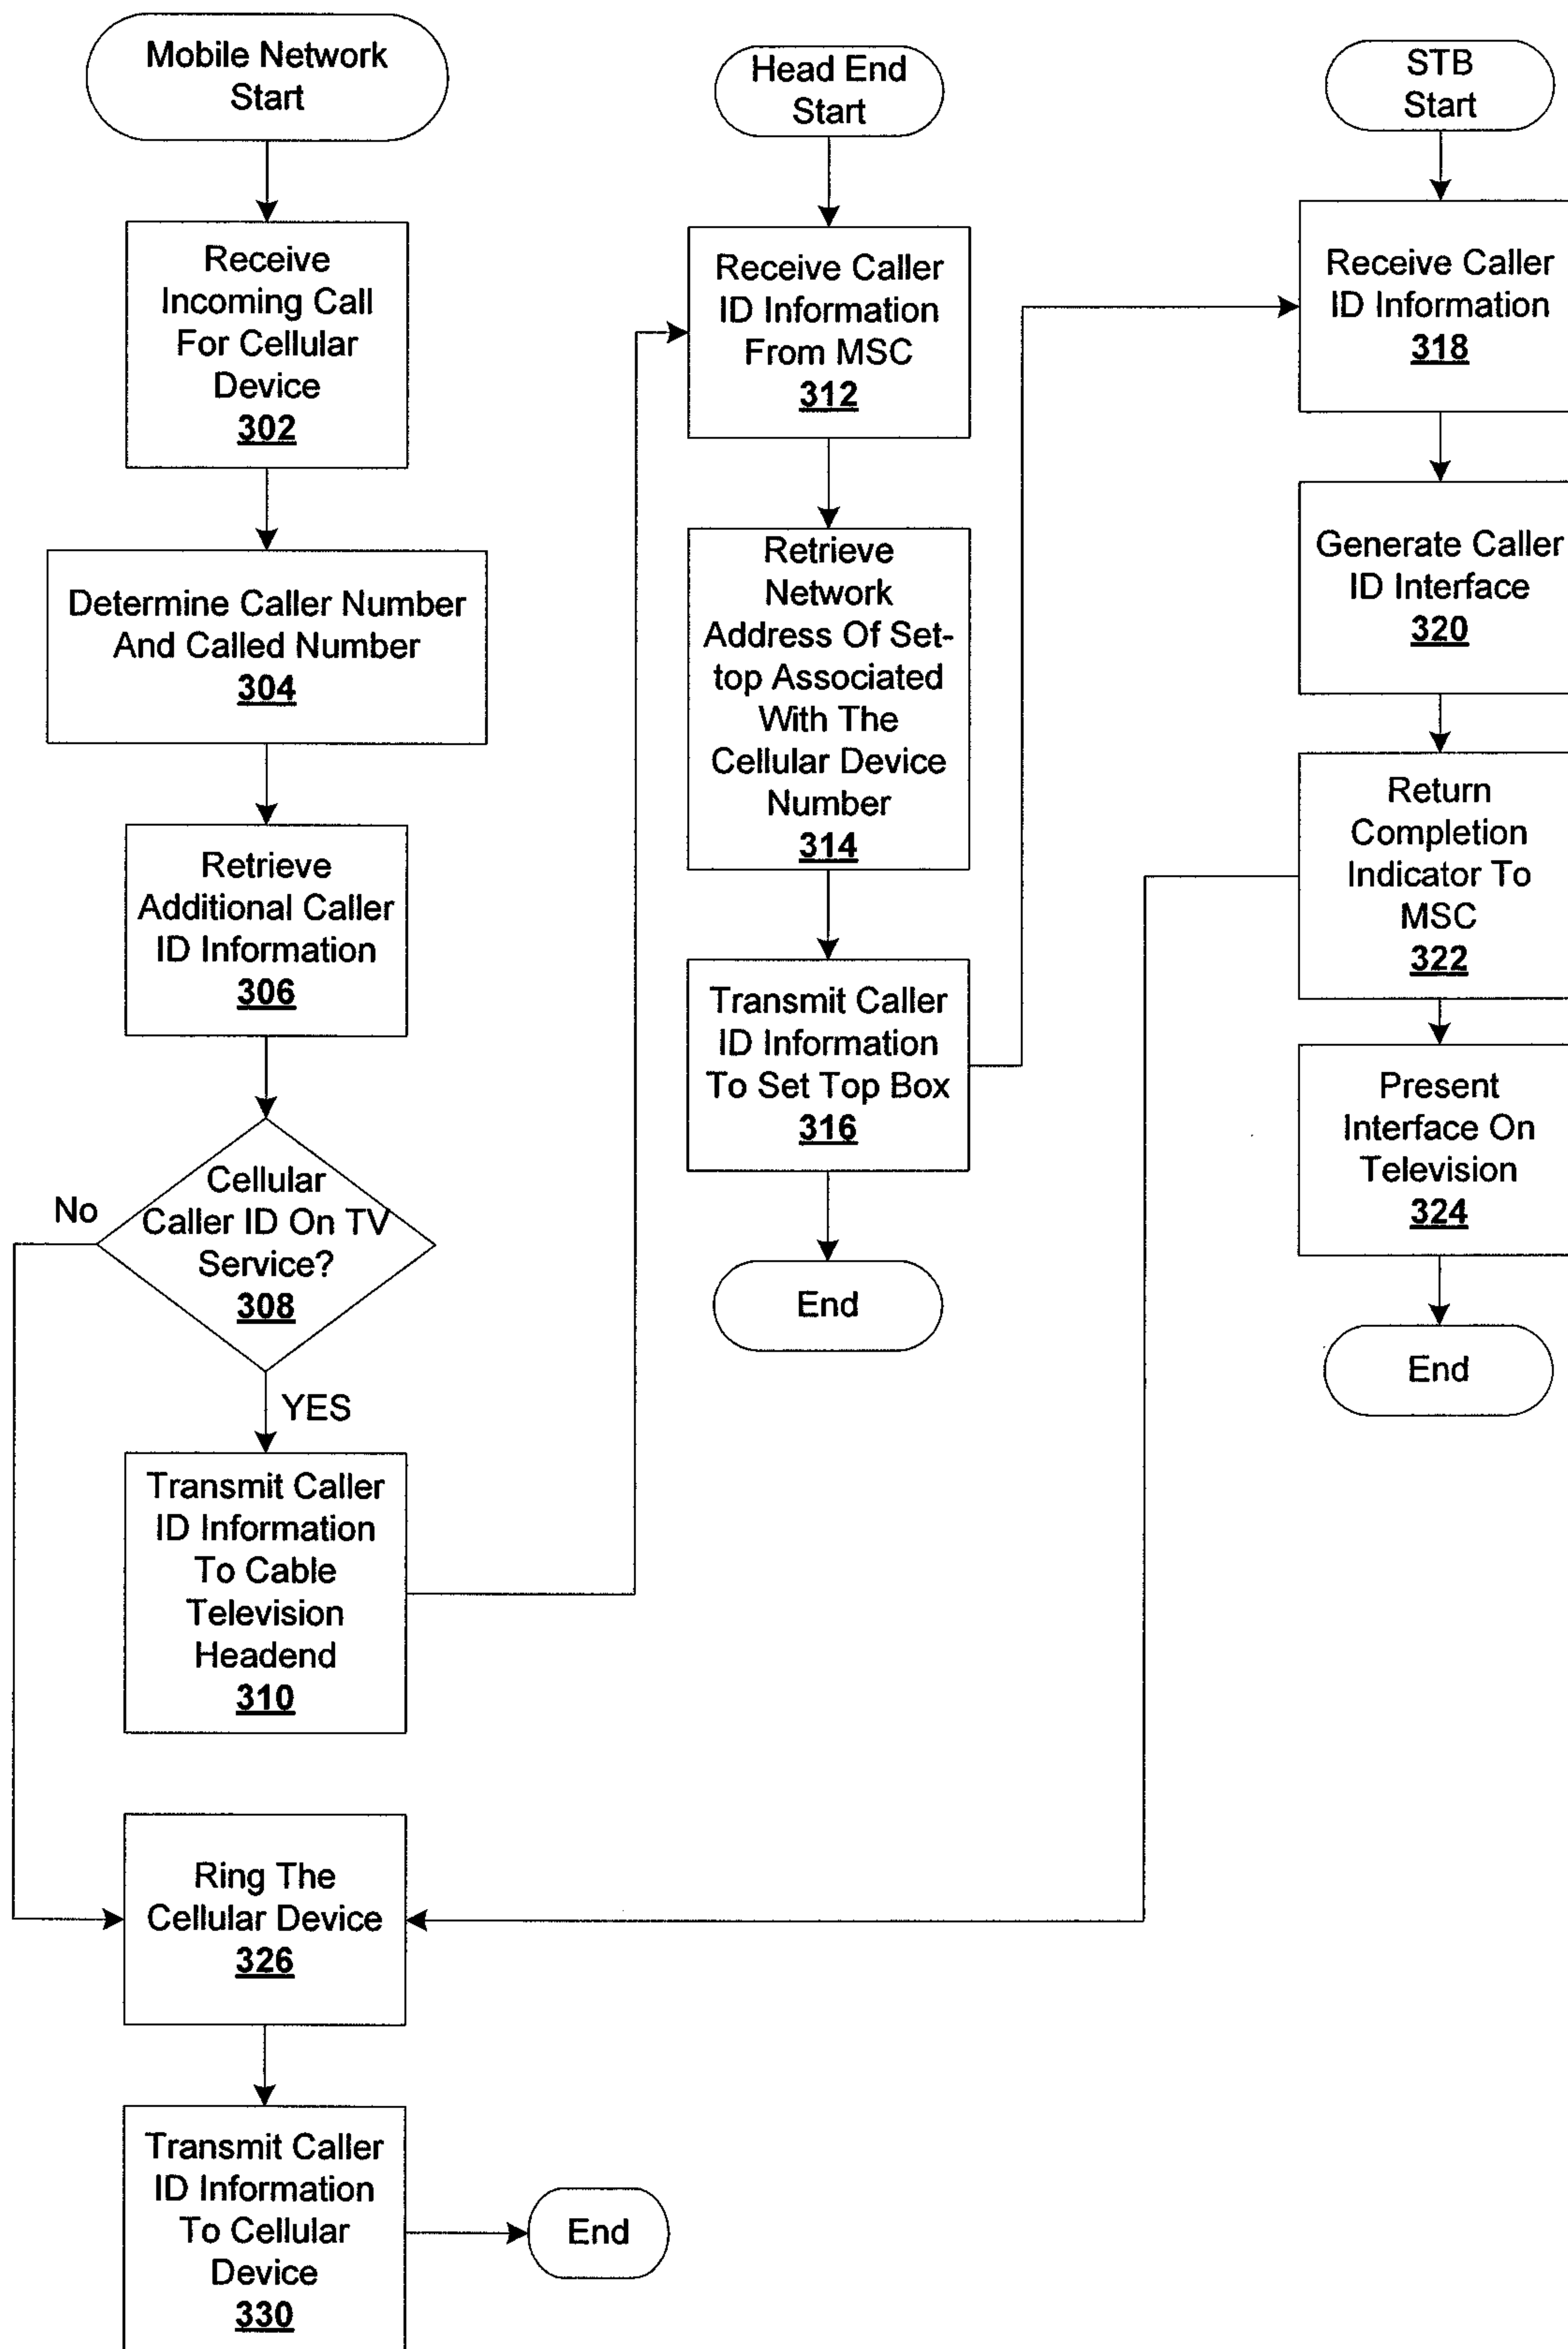 Mobile Network
Start
Receive
Incoming Call
For Cellular
Device
302
Determine Caller Number
And Called Number
304
Retrieve
Additional Caller
ID Information
306
Cellular
Caller ID On TV
Service?
308
No
YES
Transmit Caller
ID Information
To Cable
Television
Headend
310
Ring The
Cellular Device
326
Transmit Caller
ID Information
To Cellular
Device
330
End
Head End
Start
Receive Caller
ID Information
From MSC
312
Retrieve
Network
Address Of Set-
top Associated
With The
Cellular Device
Number
314
Transmit Caller
ID Information
To Set Top Box
316
End
STB
Start
Receive Caller
ID Information
318
Generate Caller
ID Interface
320
Return
Completion
Indicator To
MSC
322
Present
Interface On
Television
324
End